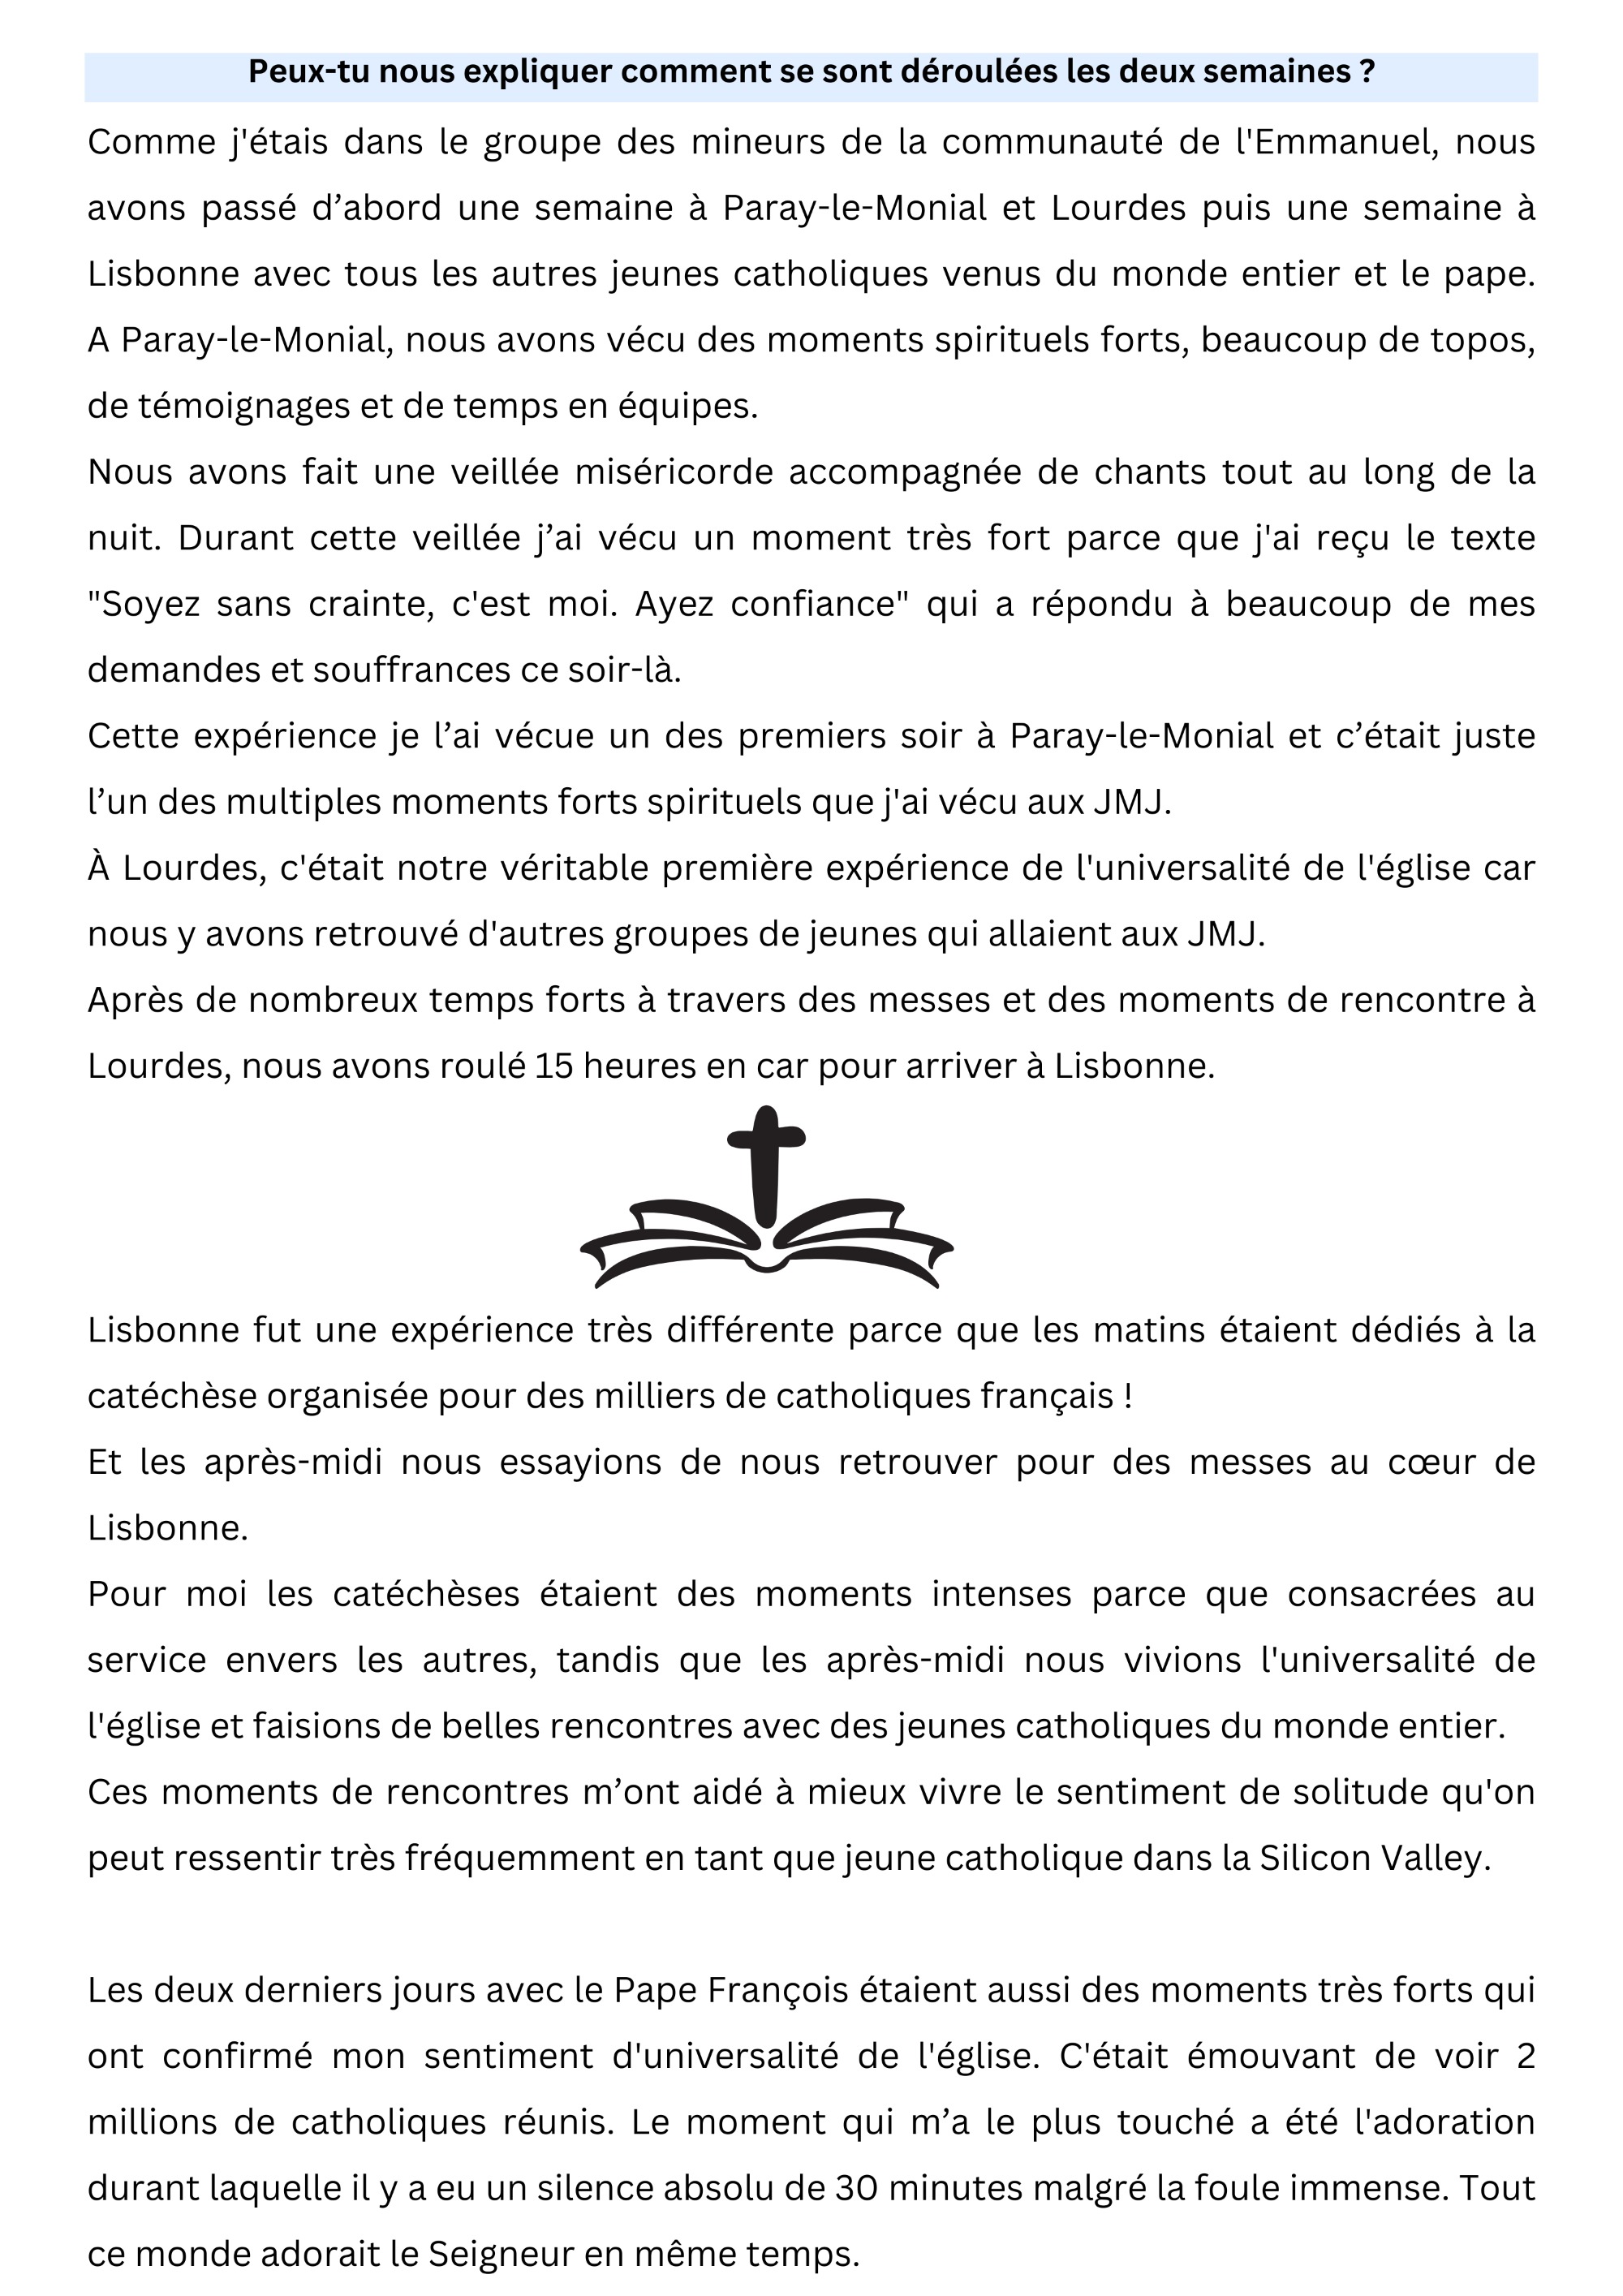 Peux-tu nous expliquer comment se sont déroulées les deux semaines ?
Comme j'étais dans le groupe des mineurs de la communauté de l'Emmanuel, nous
avons passé d’abord une semaine à Paray-le-Monial et Lourdes puis une semaine à
Lisbonne avec tous les autres jeunes catholiques venus du monde entier et le pape.
A Paray-le-Monial, nous avons vécu des moments spirituels forts, beaucoup de topos,
de témoignages et de temps en équipes.
Nous avons fait une veillée miséricorde accompagnée de chants tout au long de la
nuit. Durant cette veillée j’ai vécu un moment très fort parce que j'ai reçu le texte
"Soyez sans crainte, c'est moi. Ayez confiance" qui a répondu à beaucoup de mes
demandes et souffrances ce soir-là.
Cette expérience je l’ai vécue un des premiers soir à Paray-le-Monial et c’était juste
l’un des multiples moments forts spirituels que j'ai vécu aux JMJ.
À Lourdes, c'était notre véritable première expérience de l'universalité de l'église car
nous y avons retrouvé d'autres groupes de jeunes qui allaient aux JMJ.
Après de nombreux temps forts à travers des messes et des moments de rencontre à
Lourdes, nous avons roulé 15 heures en car pour arriver à Lisbonne.
Lisbonne fut une expérience très différente parce que les matins étaient dédiés à la
catéchèse organisée pour des milliers de catholiques français !
Et les après-midi nous essayions de nous retrouver pour des messes au cœur de
Lisbonne.
Pour moi les catéchèses étaient des moments intenses parce que consacrées au
service envers les autres, tandis que les après-midi nous vivions l'universalité de
l'église et faisions de belles rencontres avec des jeunes catholiques du monde entier.
Ces moments de rencontres m’ont aidé à mieux vivre le sentiment de solitude qu'on
peut ressentir très fréquemment en tant que jeune catholique dans la Silicon Valley.
Les deux derniers jours avec le Pape François étaient aussi des moments très forts qui
ont confirmé mon sentiment d'universalité de l'église. C'était émouvant de voir 2
millions de catholiques réunis. Le moment qui m’a le plus touché a été l'adoration
durant laquelle il y a eu un silence absolu de 30 minutes malgré la foule immense. Tout
ce monde adorait le Seigneur en même temps.